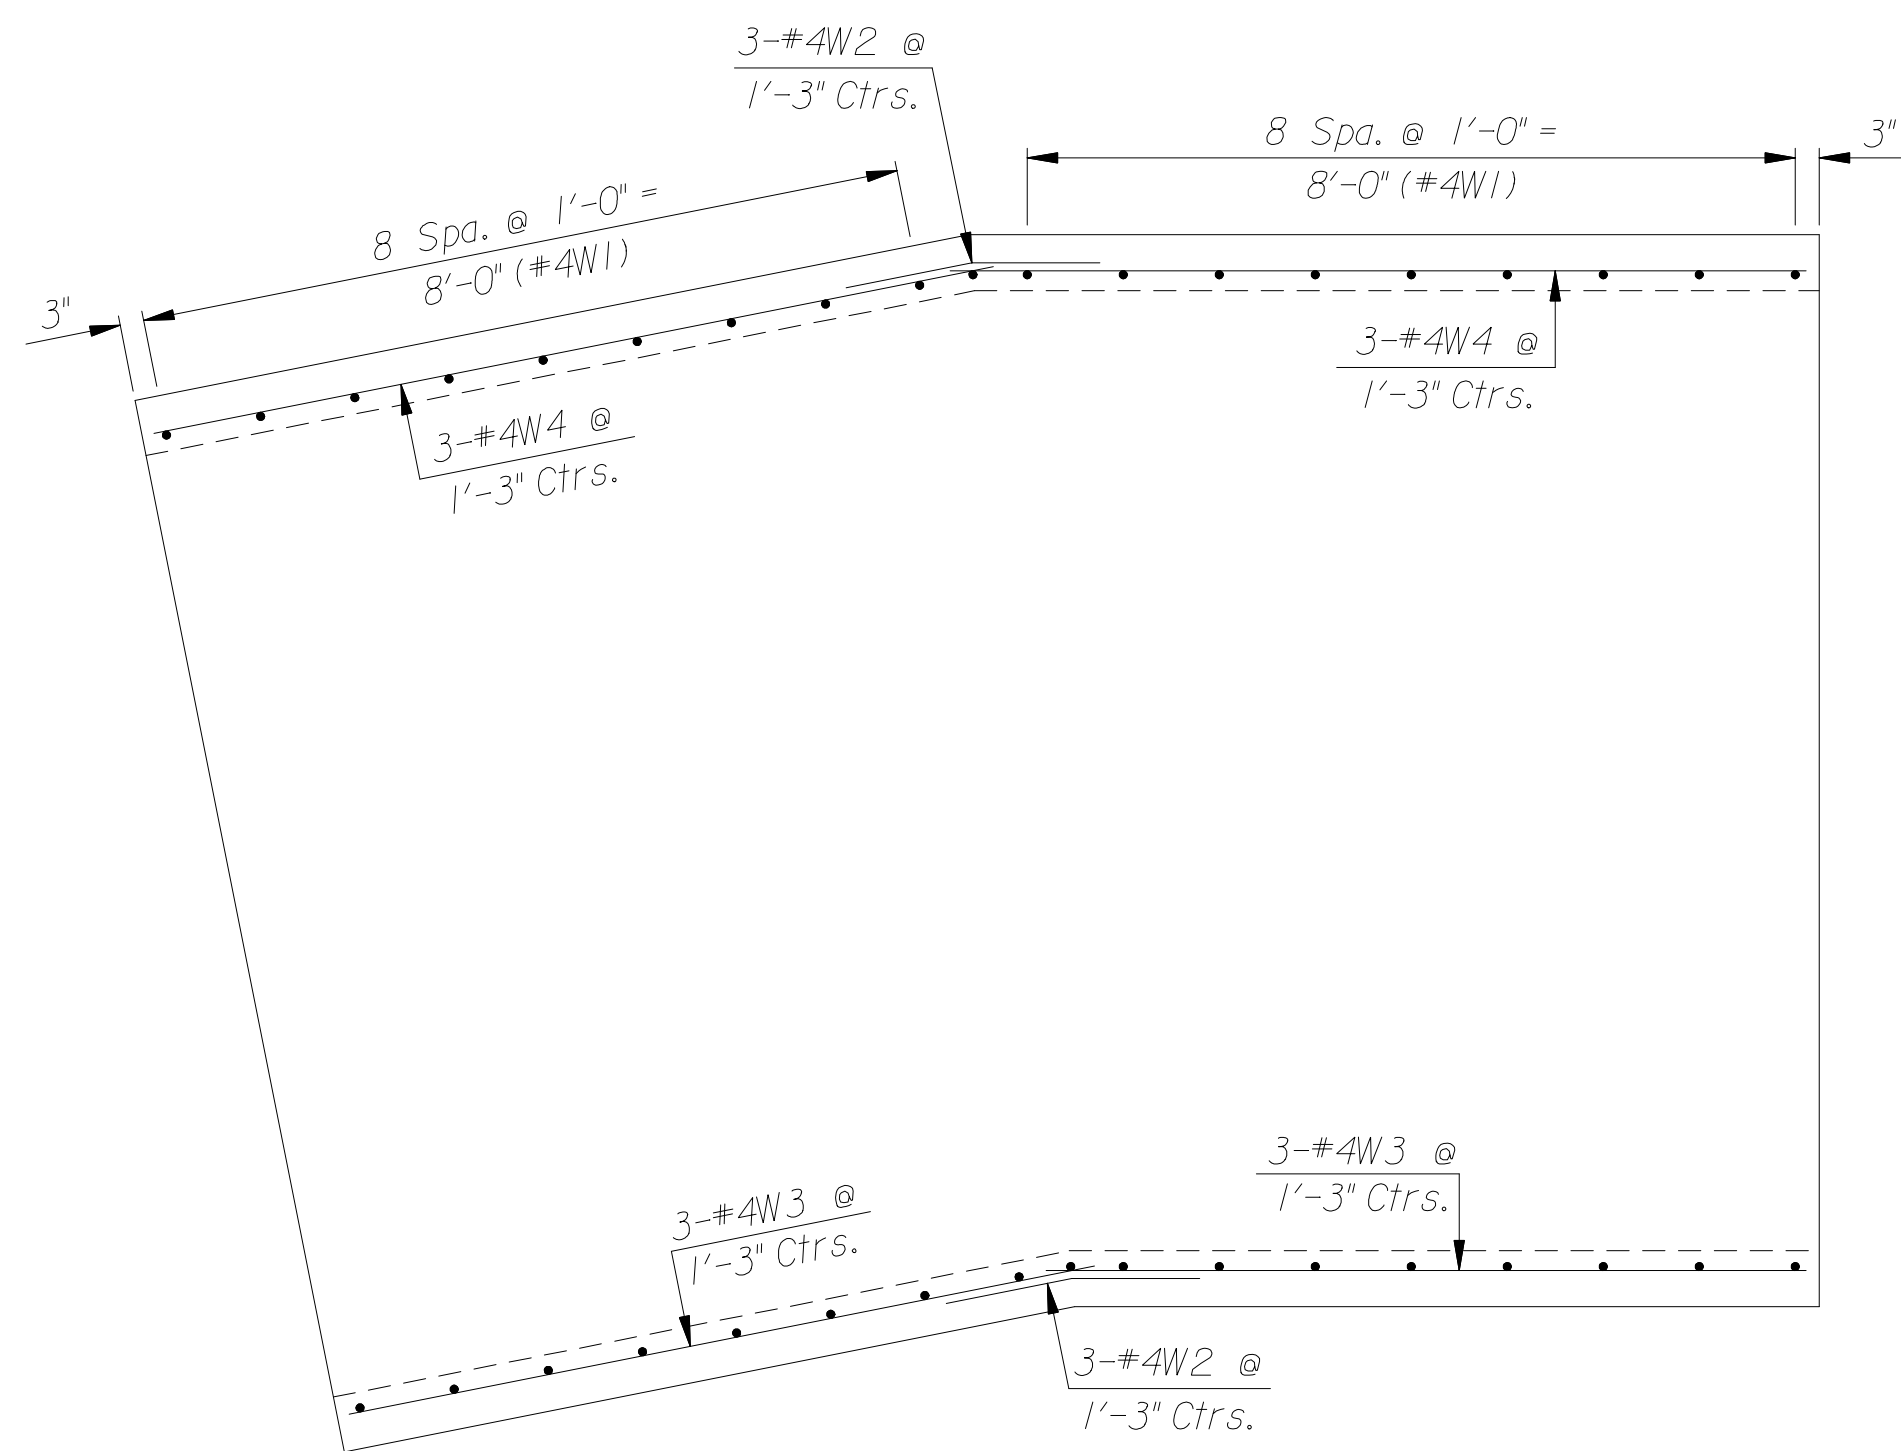 3-#4W2 @
1'-3" Ctrs.
8 Spa. @ 1'-0" =
8'-0" (#4W1)
3"
8 Spa. @ 1'-0" =
8'-0" (#4W1)
3"
3-#4W4 @
1'-3" Ctrs.
3-#4W4 @
1'-3" Ctrs.
3-#4W3 @
1'-3" Ctrs.
3-#4W3 @
1'-3" Ctrs.
3-#4W2 @
1'-3" Ctrs.